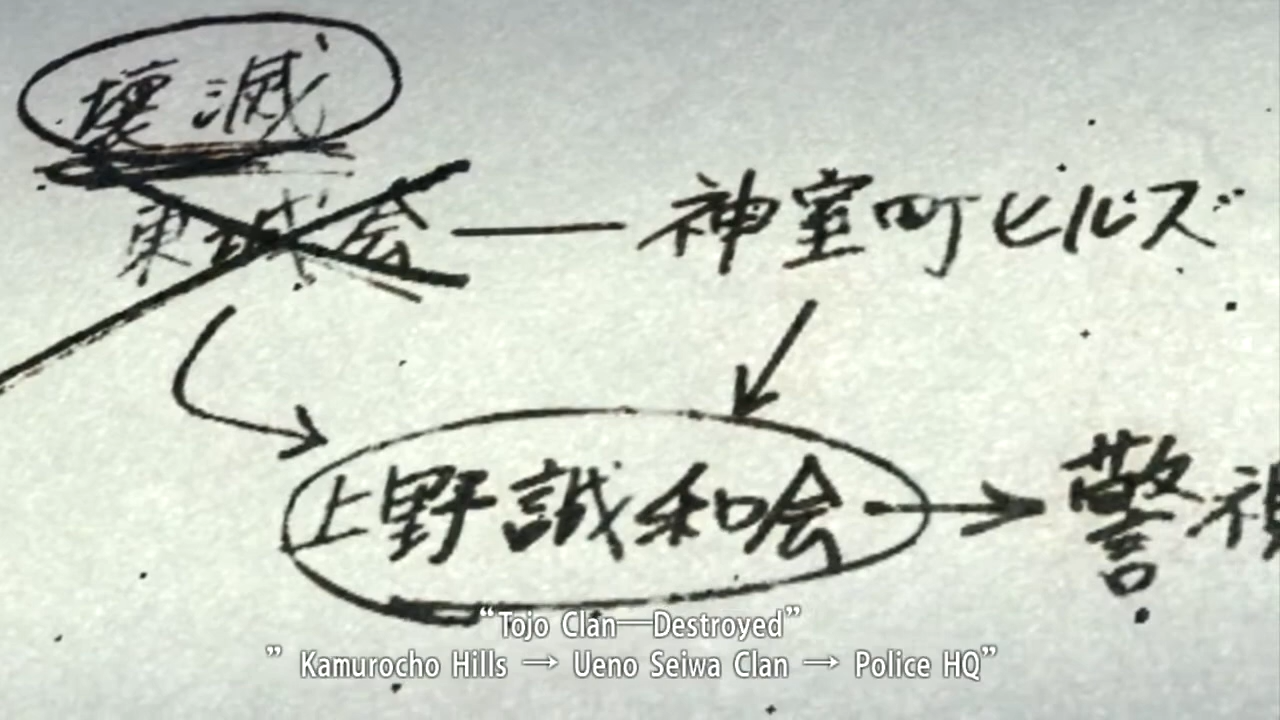 壊滅
東城会 — 神室町ヒルズ
上野誠和会 → 警視
“Tojo Clan—Destroyed”
” Kamurocho Hills → Ueno Seiwa Clan → Police HQ”